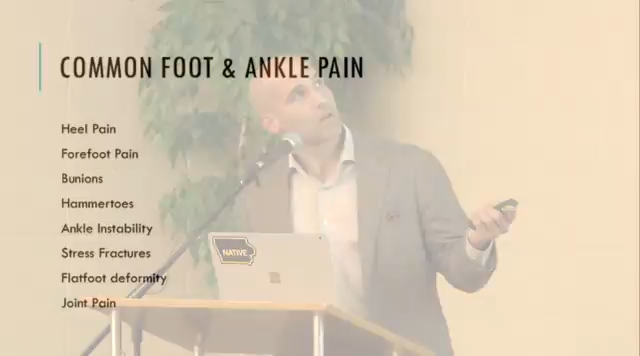 COMMON FOOT & ANKLE PAIN
Heel Pain
Forefoot Pain
Bunions
Hammertoes
Ankle Instability
Stress Fractures
Flatfoot deformity
Joint Pain
NATIVE